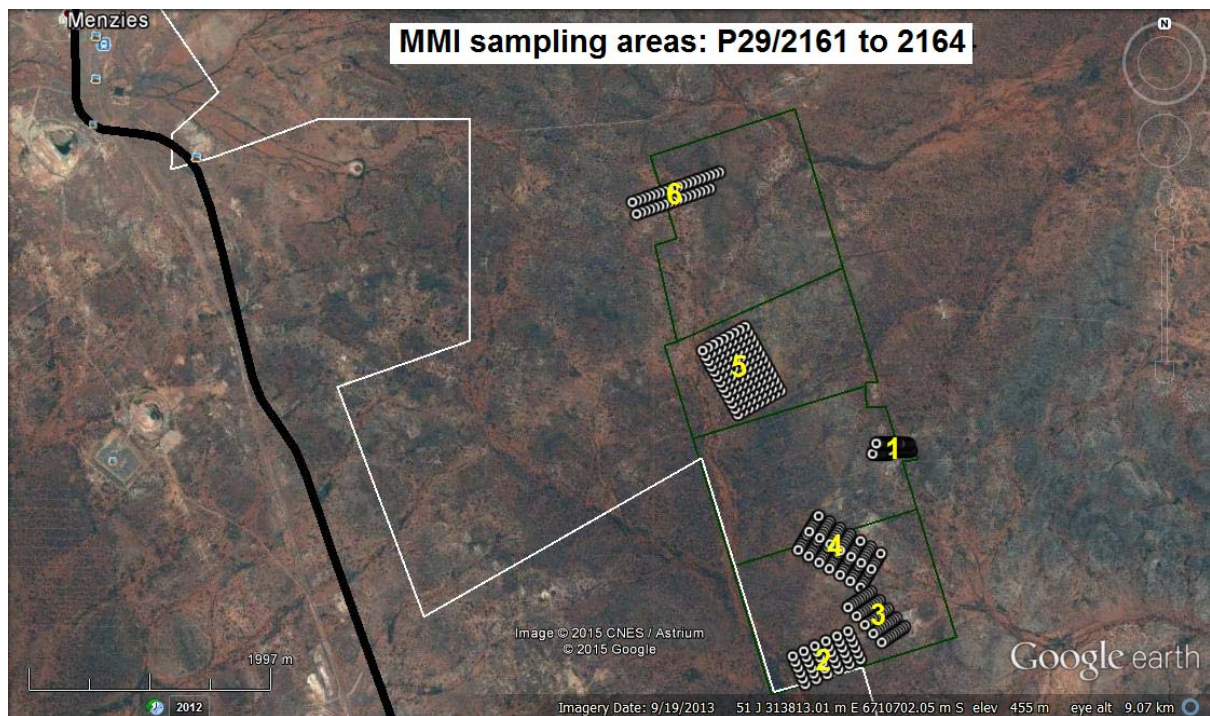 Menzies
MMI sampling areas: P29/2161 to 2164
N
6
5
1
4
3
2
Image © 2015 CNES / Astrium
© 2015 Google
Google earth
1997 m
2012
Imagery Date: 9/19/2013 51 J 313813.01 m E 6710702.05 m S elev 455 m eye alt 9.07 km